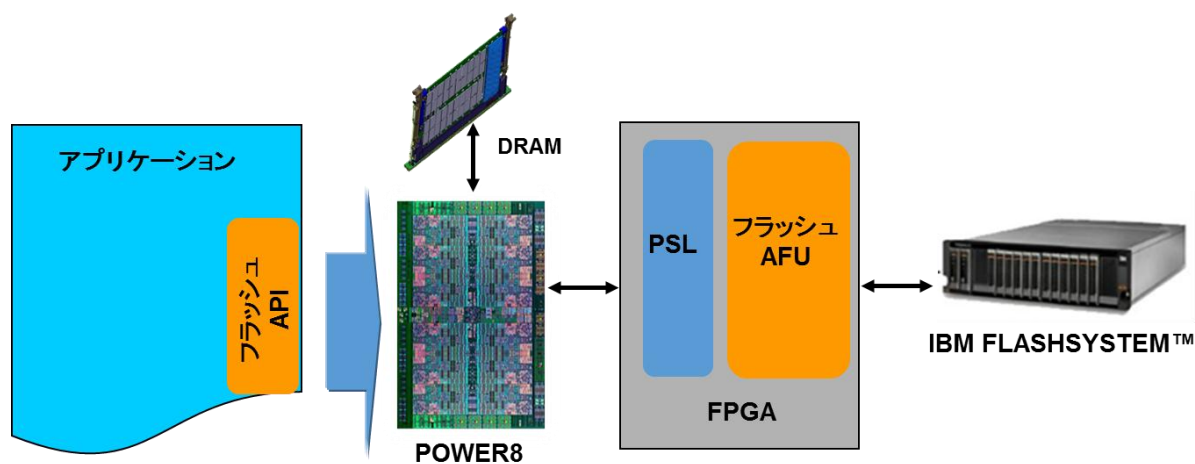 アプリケーション
フラッシュ
API
DRAM
POWER8
PSL
フラッシュ
AFU
FPGA
IBM FLASHSYSTEM™